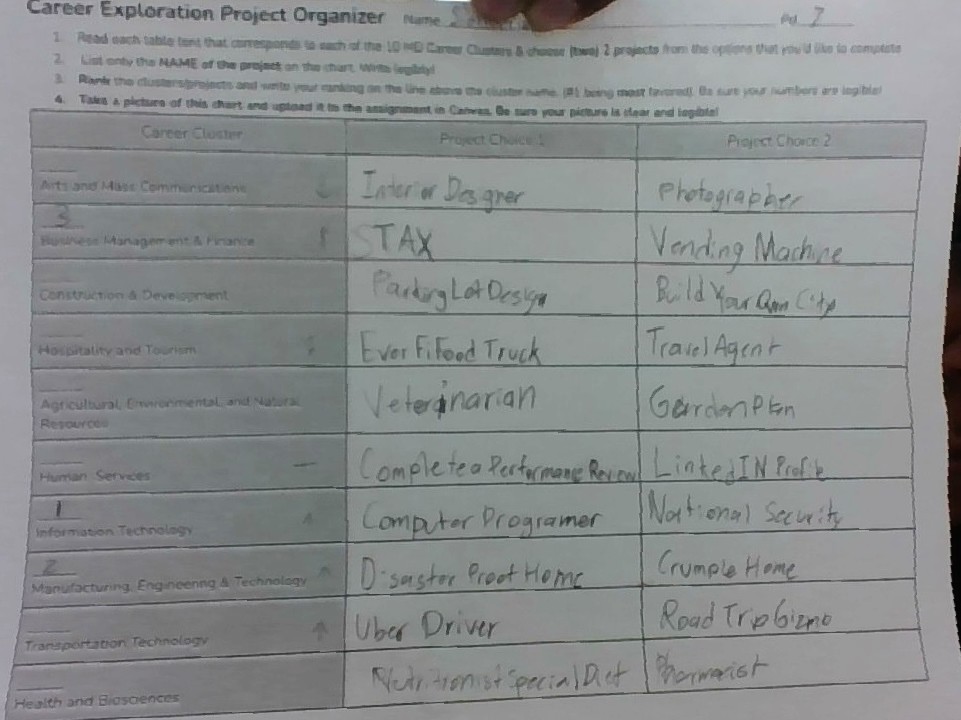 Career Exploration Project Organizer Name Pd. 7
1. Read each table tent that corresponds to each of the 10 MD Career Clusters & choose (two) 2 projects from the options that you'd like to complete
2. List only the NAME of the project on the chart. Write legibly!
3. Rank the clusters/projects and write your ranking on the line above the cluster name. (#1 being most favored). Be sure your numbers are legible!
4. Take a picture of this chart and upload it to the assignment in Canvas. Be sure your picture is clear and legible!
Career Cluster Project Choice 1 Project Choice 2
Arts and Mass Communications Interior Designer Photographer
3
Business Management & Finance TAX Vending Machine
Construction & Development Parking Lot Design Build Your Own City
Hospitality and Tourism Ever Fi Food Truck Travel Agent
Agricultural, Environmental, and Natural Resources Veterinarian Garden Plan
Human Services Complete a Performance Review LinkedIN Profile
1
Information Technology Computer Programer National Security
2
Manufacturing, Engineering & Technology Disaster Proof Home Crumple Home
Transportation Technology Uber Driver Road Trip Gizmo
Health and Biosciences Nutritionist Special Diet Pharmacist